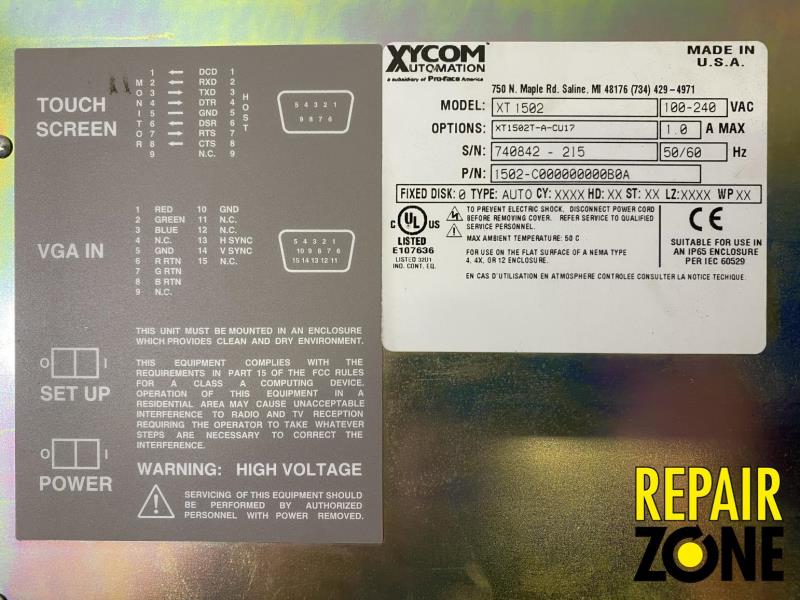 TOUCH
SCREEN
MONITOR
HOST
1 ← DCD 1
2 ← RXD 2
3 → TXD 3
4 → DTR 4
5 — GND 5
6 ← DSR 6
7 → RTS 7
8 ← CTS 8
9 N.C. 9
5 4 3 2 1
9 8 7 6
VGA IN
1 RED 10 GND
2 GREEN 11 N.C.
3 BLUE 12 N.C.
4 N.C. 13 H SYNC
5 GND 14 V SYNC
6 R RTN 15 N.C.
7 G RTN
8 B RTN
9 N.C.
5 4 3 2 1
10 9 8 7 6
15 14 13 12 11
THIS UNIT MUST BE MOUNTED IN AN ENCLOSURE
WHICH PROVIDES CLEAN AND DRY ENVIRONMENT.
O I
SET UP
THIS EQUIPMENT COMPLIES WITH THE
REQUIREMENTS IN PART 15 OF THE FCC RULES
FOR A CLASS A COMPUTING DEVICE.
OPERATION OF THIS EQUIPMENT IN A
RESIDENTIAL AREA MAY CAUSE UNACCEPTABLE
INTERFERENCE TO RADIO AND TV RECEPTION
REQUIRING THE OPERATOR TO TAKE WHATEVER
STEPS ARE NECESSARY TO CORRECT THE
INTERFERENCE.
O I
POWER
WARNING: HIGH VOLTAGE
SERVICING OF THIS EQUIPMENT SHOULD
BE PERFORMED BY AUTHORIZED
PERSONNEL WITH POWER REMOVED.
XYCOM
AUTOMATION
a subsidiary of Pro-face America
MADE IN
U.S.A.
750 N. Maple Rd. Saline, MI 48176 (734) 429-4971
MODEL: XT 1502 100-240 VAC
OPTIONS: XT1502T-A-CU17 1.0 A MAX
S/N: 740842 - 215 50/60 Hz
P/N: 1502-C000000000B0A
FIXED DISK: 0 TYPE: AUTO CY: XXXX HD: XX ST: XX LZ: XXXX WP XX
C UL US
LISTED
E107636
LISTED 32U1
IND. CONT. EQ.
TO PREVENT ELECTRIC SHOCK, DISCONNECT POWER CORD
BEFORE REMOVING COVER. REFER SERVICE TO QUALIFIED
SERVICE PERSONNEL.
MAX AMBIENT TEMPERATURE: 50 C
FOR USE ON THE FLAT SURFACE OF A NEMA TYPE
4, 4X, OR 12 ENCLOSURE.
CE
SUITABLE FOR USE IN
AN IP65 ENCLOSURE
PER IEC 60529
EN CAS D'UTILISATION EN ATMOSPHERE CONTROLEE CONSULTER LA NOTICE TECHIQUE.
REPAIR
ZONE